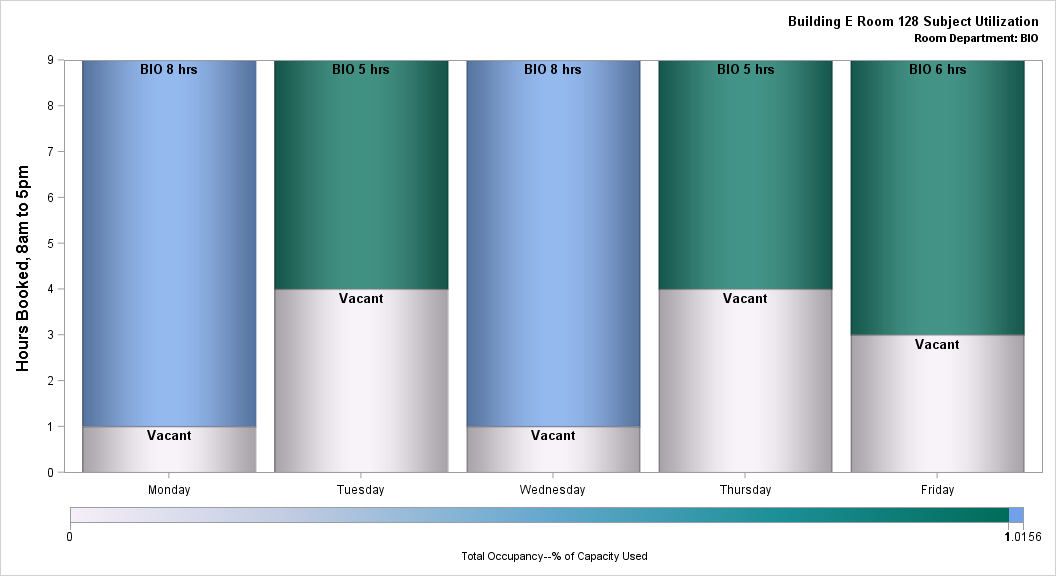 Building E Room 128 Subject Utilization
Room Department: BIO
Hours Booked, 8am to 5pm
9
8
7
6
5
4
3
2
1
0
BIO 8 hrs
BIO 5 hrs
BIO 8 hrs
BIO 5 hrs
BIO 6 hrs
Vacant
Vacant
Vacant
Vacant
Vacant
Monday
Tuesday
Wednesday
Thursday
Friday
0
1.0156
Total Occupancy--% of Capacity Used